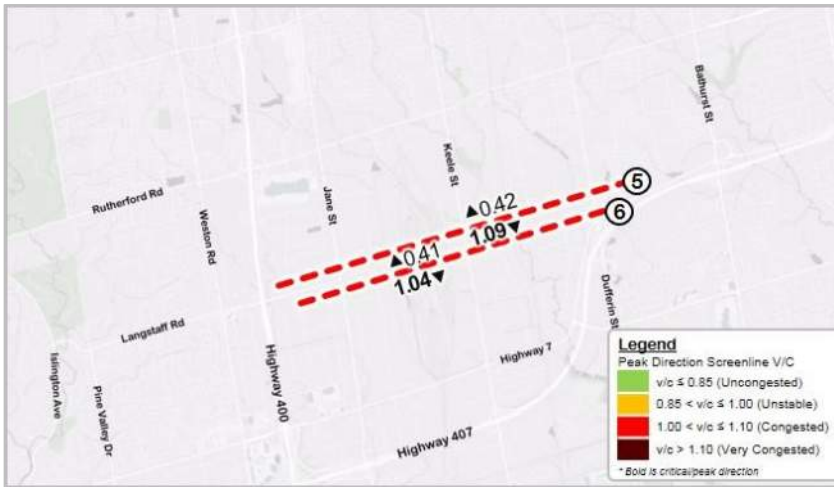 Bathurst St
Keele St
5
▲0.42
Rutherford Rd
Jane St
6
Weston Rd
1.09▼
▲0.41
1.04▼
Dufferin St
Langstaff Rd
Highway 7
Highway 400
Islington Ave
Pine Valley Dr
Highway 407
Legend
Peak Direction Screenline V/C
v/c ≤ 0.85 (Uncongested)
0.85 < v/c ≤ 1.00 (Unstable)
1.00 < v/c ≤ 1.10 (Congested)
v/c > 1.10 (Very Congested)
* Bold is critical/peak direction